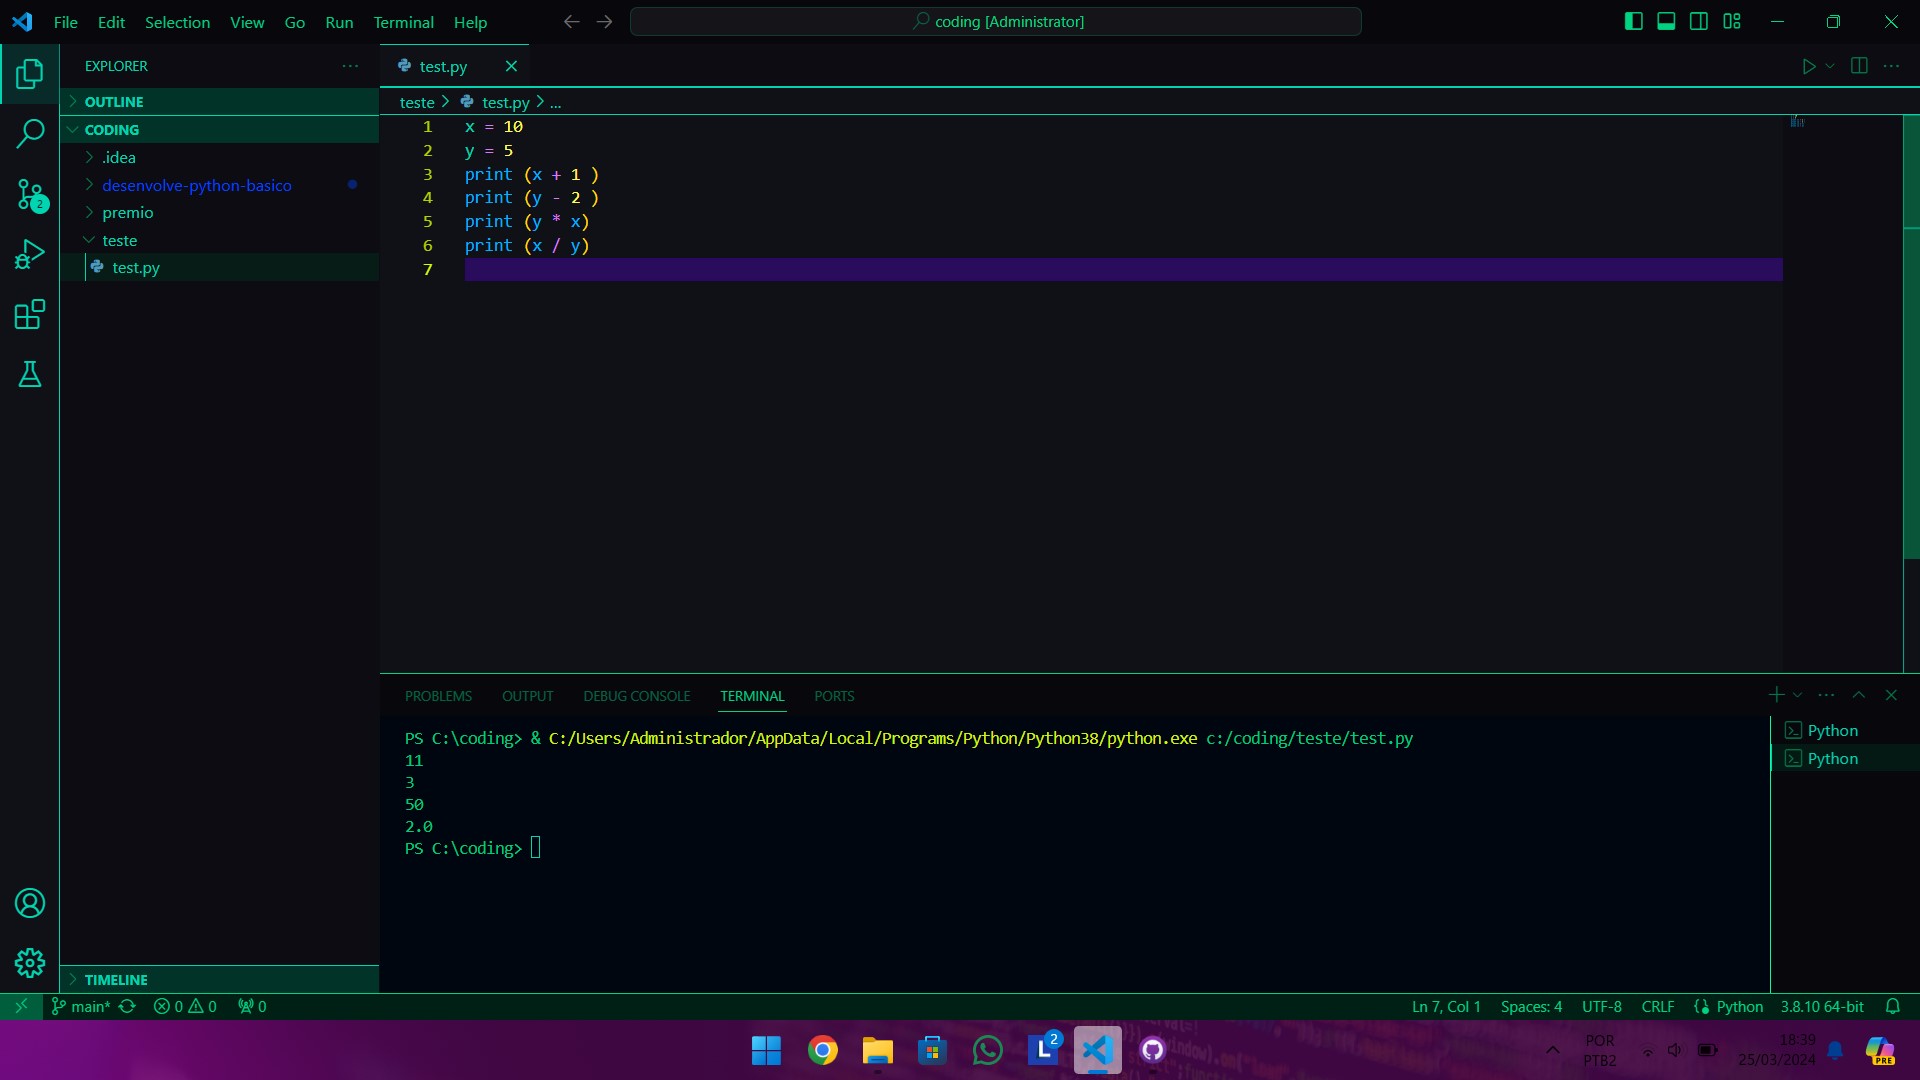 File Edit Selection View Go Run Terminal Help coding [Administrator]
EXPLORER
OUTLINE
CODING
.idea
desenvolve-python-basico
premio
teste
test.py
2
TIMELINE
test.py
teste > test.py > ...
1 x = 10
2 y = 5
3 print (x + 1 )
4 print (y - 2 )
5 print (y * x)
6 print (x / y)
7
PROBLEMS OUTPUT DEBUG CONSOLE TERMINAL PORTS
PS C:\coding> & C:/Users/Administrador/AppData/Local/Programs/Python/Python38/python.exe c:/coding/teste/test.py
11
3
50
2.0
PS C:\coding>
Python
Python
main* 0 0 0 Ln 7, Col 1 Spaces: 4 UTF-8 CRLF Python 3.8.10 64-bit
L 2
POR
PTB2
18:39
25/03/2024
PRE